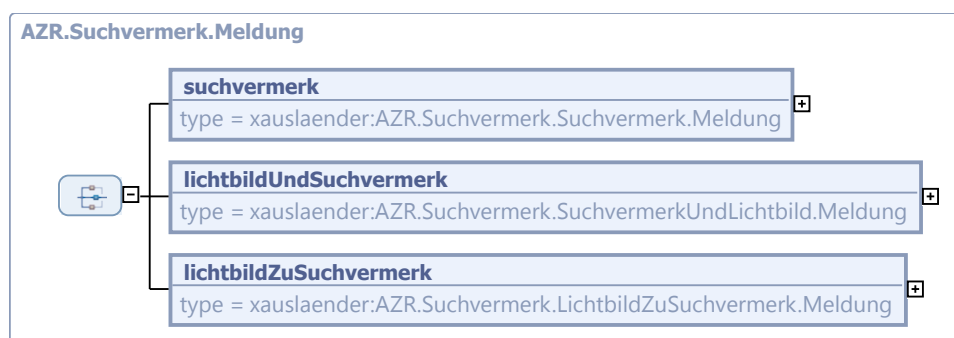 AZR.Suchvermerk.Meldung
suchvermerk
type = xauslaender:AZR.Suchvermerk.Suchvermerk.Meldung
lichtbildUndSuchvermerk
type = xauslaender:AZR.Suchvermerk.SuchvermerkUndLichtbild.Meldung
lichtbildZuSuchvermerk
type = xauslaender:AZR.Suchvermerk.LichtbildZuSuchvermerk.Meldung